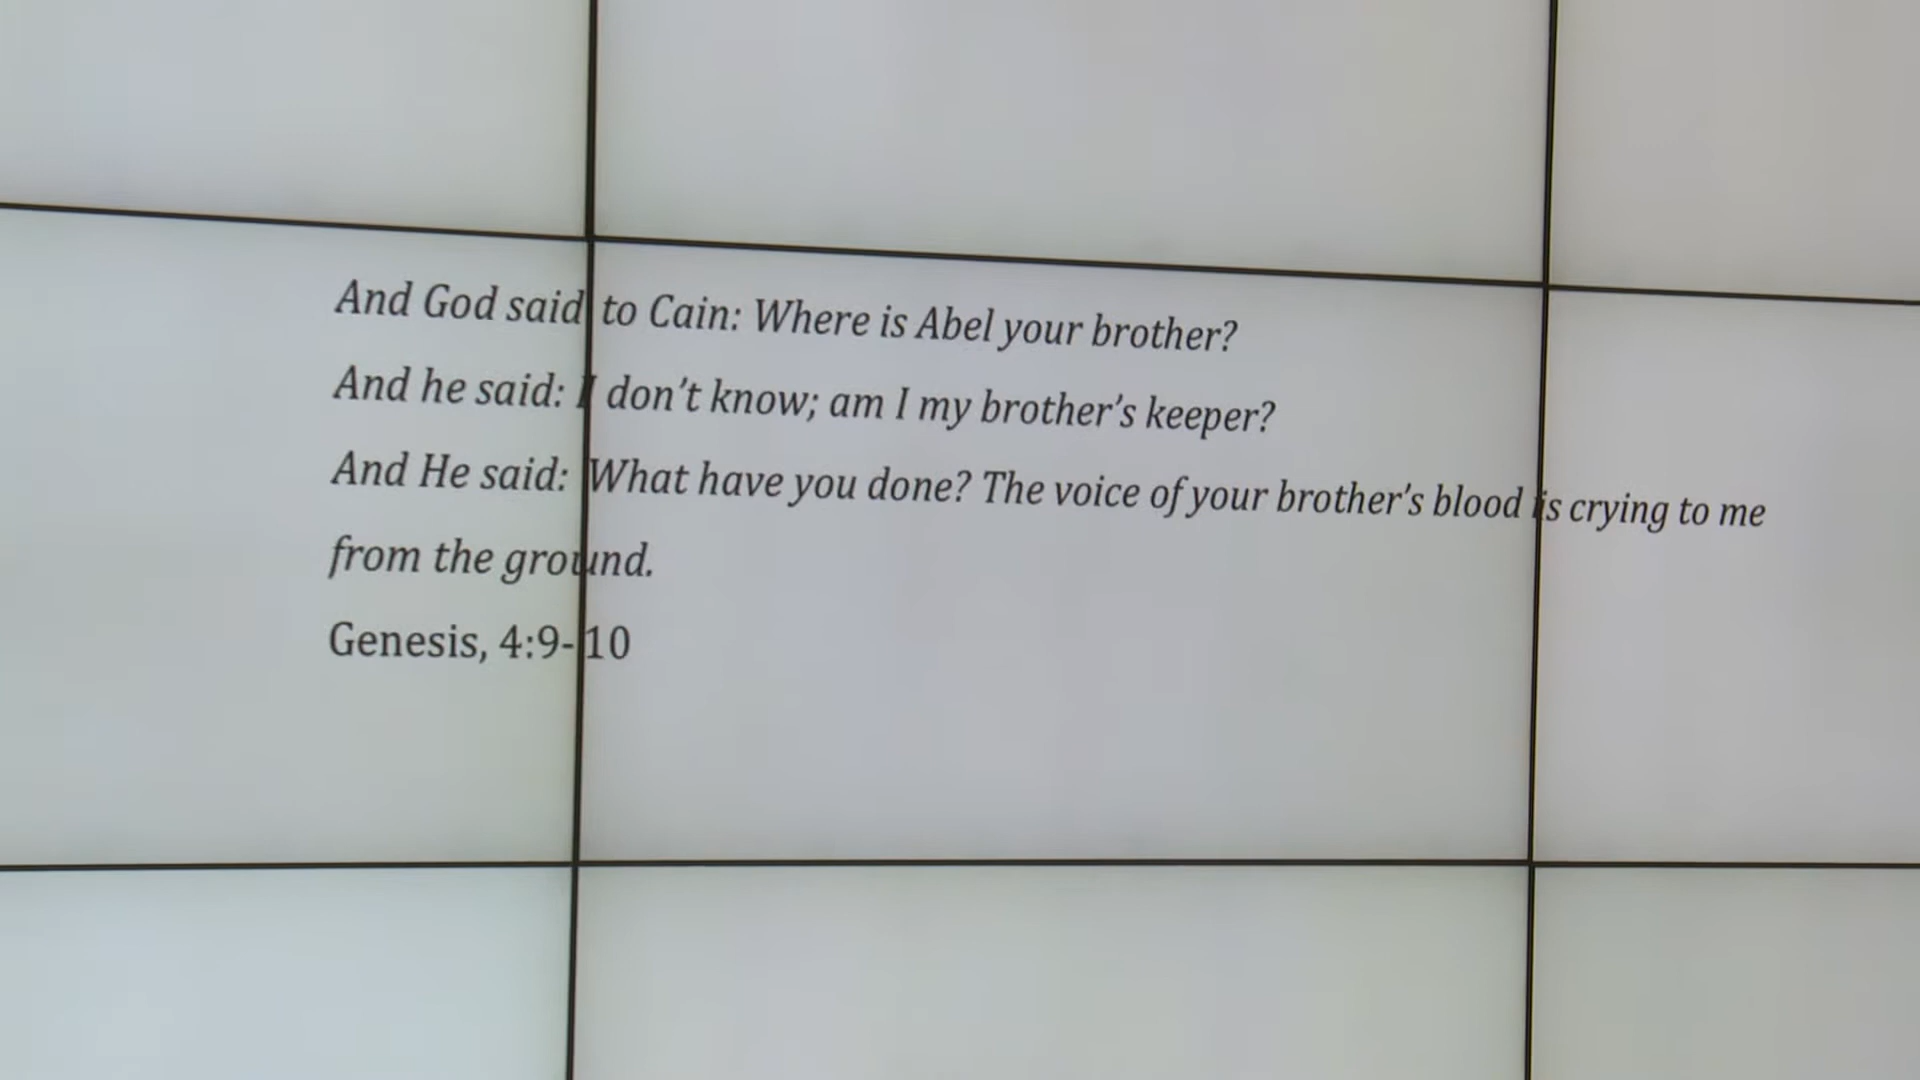 And God said to Cain: Where is Abel your brother?
And he said: I don't know; am I my brother's keeper?
And He said: What have you done? The voice of your brother's blood is crying to me
from the ground.
Genesis, 4:9-10